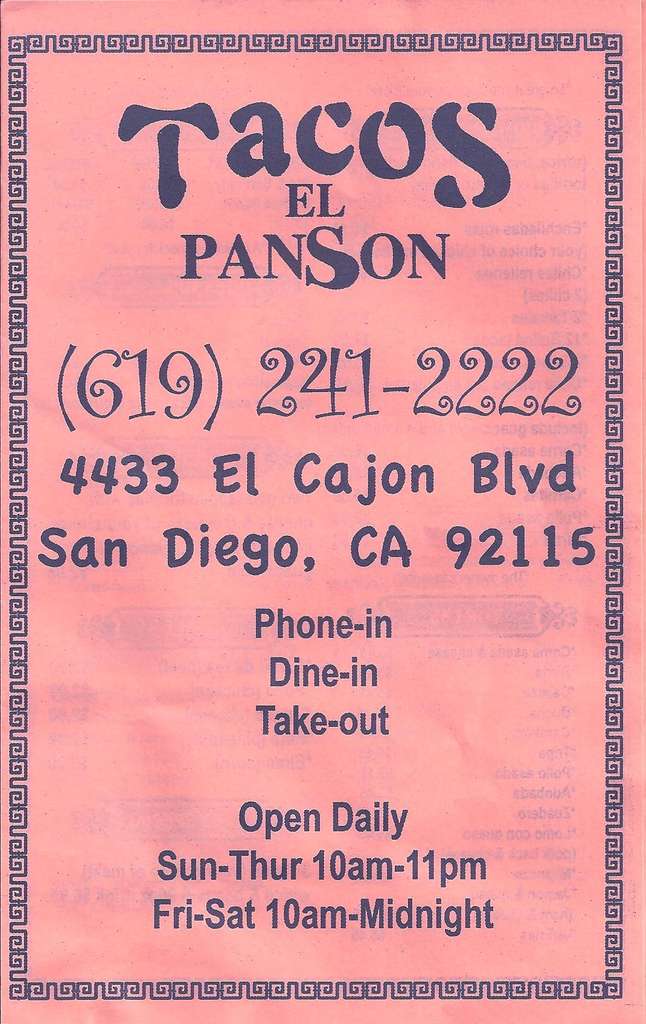 Tacos
EL
PANSON
(619) 241-2222
4433 El Cajon Blvd
San Diego, CA 92115
Phone-in
Dine-in
Take-out
Open Daily
Sun-Thur 10am-11pm
Fri-Sat 10am-Midnight